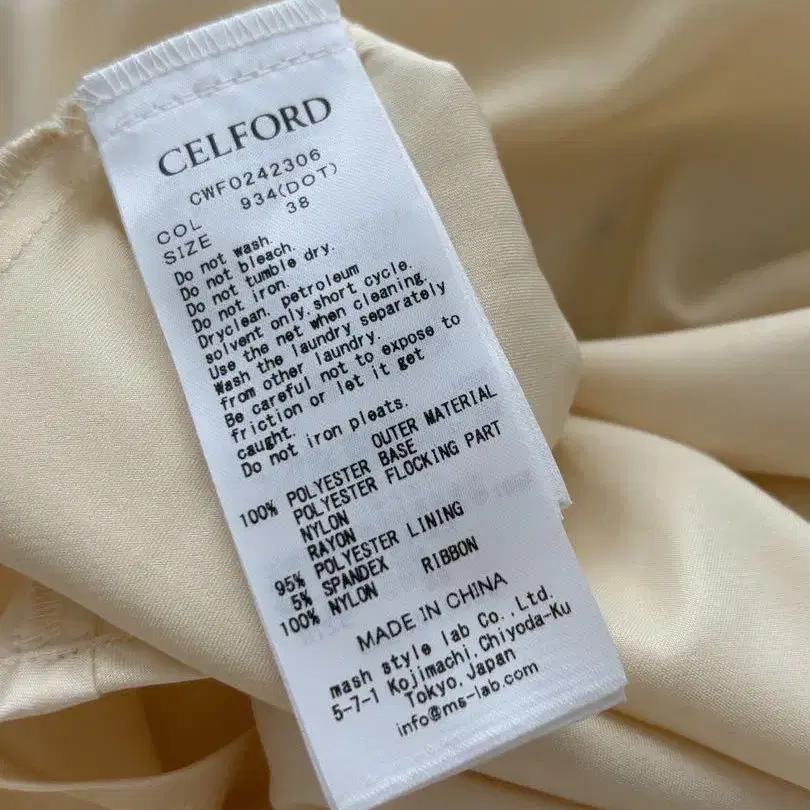 CELFORD
CWF0242306
COL 934(DOT)
SIZE 38
Do not wash.
Do not bleach.
Do not tumble dry.
Do not iron.
Dryclean, petroleum
solvent only,short cycle.
Use the net when cleaning.
Wash the laundry separately
from other laundry.
Be careful not to expose to
friction or let it get
caught.
Do not iron pleats.
OUTER MATERIAL
100% POLYESTER BASE
POLYESTER FLOCKING PART
NYLON
RAYON
95% POLYESTER LINING
5% SPANDEX
100% NYLON RIBBON
MADE IN CHINA
mash style lab Co.,Ltd.
5-7-1 Kojimachi,Chiyoda-Ku
Tokyo,Japan
info@ms-lab.com